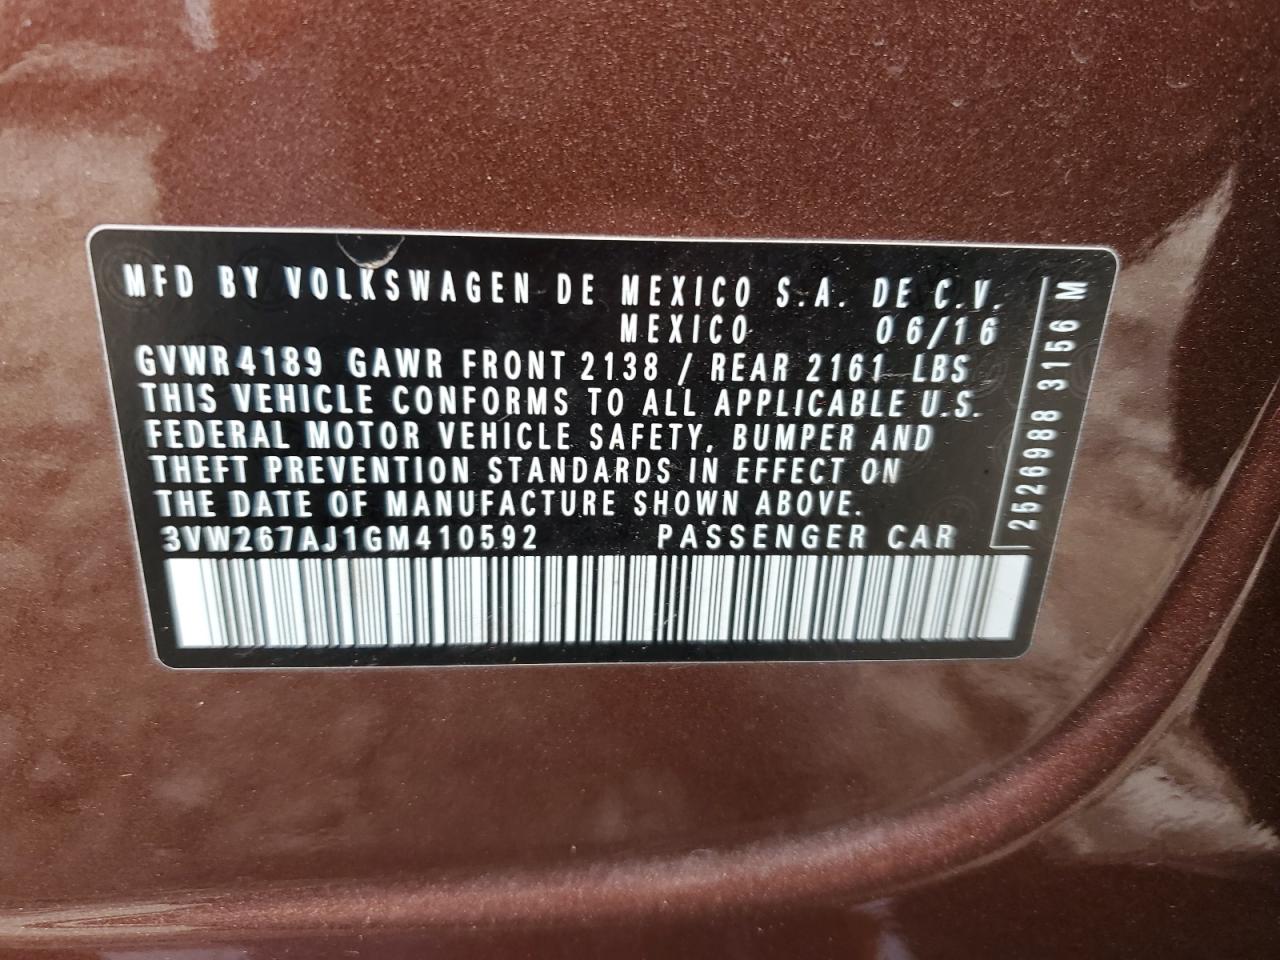 MFD BY VOLKSWAGEN DE MEXICO S.A. DE C.V.
MEXICO 06/16
GVWR 4189 GAWR FRONT 2138 / REAR 2161 LBS
THIS VEHICLE CONFORMS TO ALL APPLICABLE U.S.
FEDERAL MOTOR VEHICLE SAFETY, BUMPER AND
THEFT PREVENTION STANDARDS IN EFFECT ON
THE DATE OF MANUFACTURE SHOWN ABOVE.
3VW267AJ1GM410592 PASSENGER CAR
2526988 3156 M